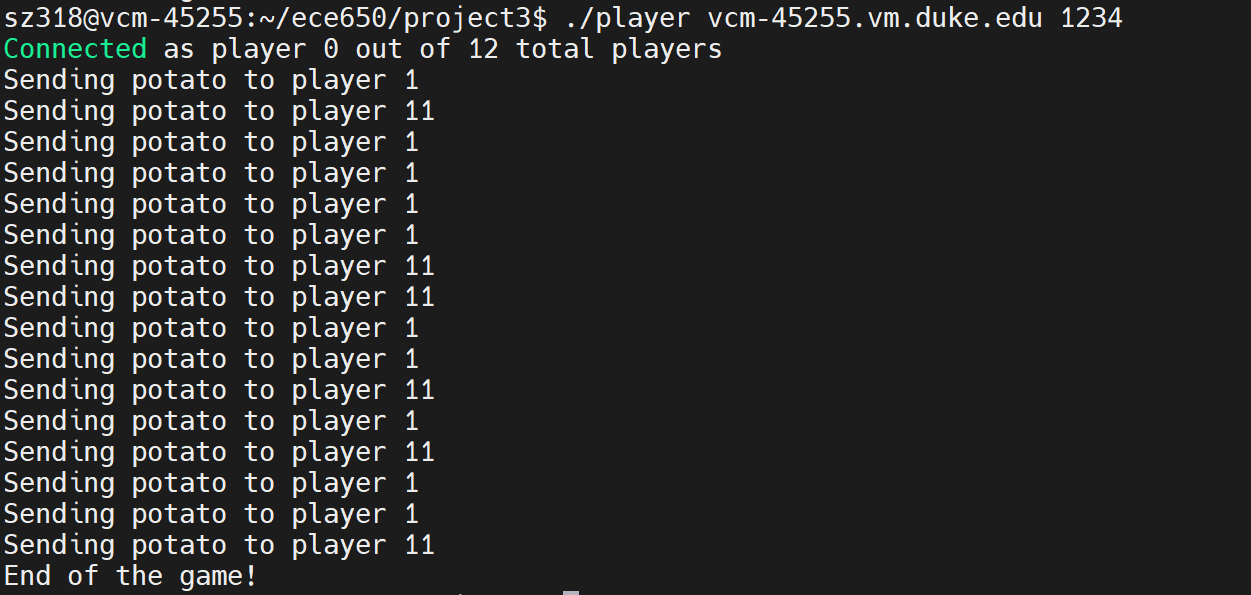 sz318@vcm-45255:~/ece650/project3$ ./player vcm-45255.vm.duke.edu 1234
Connected as player 0 out of 12 total players
Sending potato to player 1
Sending potato to player 11
Sending potato to player 1
Sending potato to player 1
Sending potato to player 1
Sending potato to player 1
Sending potato to player 11
Sending potato to player 11
Sending potato to player 1
Sending potato to player 1
Sending potato to player 11
Sending potato to player 1
Sending potato to player 11
Sending potato to player 1
Sending potato to player 1
Sending potato to player 11
End of the game!